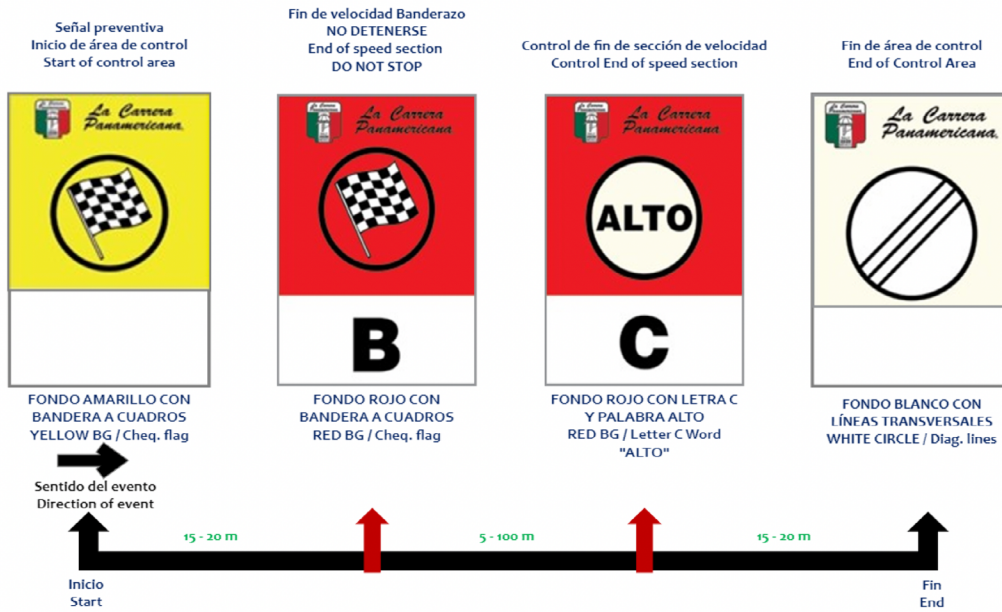 Señal preventiva
Inicio de área de control
Start of control area
Fin de velocidad Banderazo
NO DETENERSE
End of speed section
DO NOT STOP
Control de fin de sección de velocidad
Control End of speed section
Fin de área de control
End of Control Area
La Carrera
Panamericana
La Carrera
Panamericana
B
La Carrera
Panamericana
ALTO
C
La Carrera
Panamericana
FONDO AMARILLO CON
BANDERA A CUADROS
YELLOW BG / Cheq. flag
FONDO ROJO CON
BANDERA A CUADROS
RED BG / Cheq. flag
FONDO ROJO CON LETRA C
Y PALABRA ALTO
RED BG / Letter C Word
"ALTO"
FONDO BLANCO CON
LÍNEAS TRANSVERSALES
WHITE CIRCLE / Diag. lines
Sentido del evento
Direction of event
15 - 20 m
5 - 100 m
15 - 20 m
Inicio
Start
Fin
End